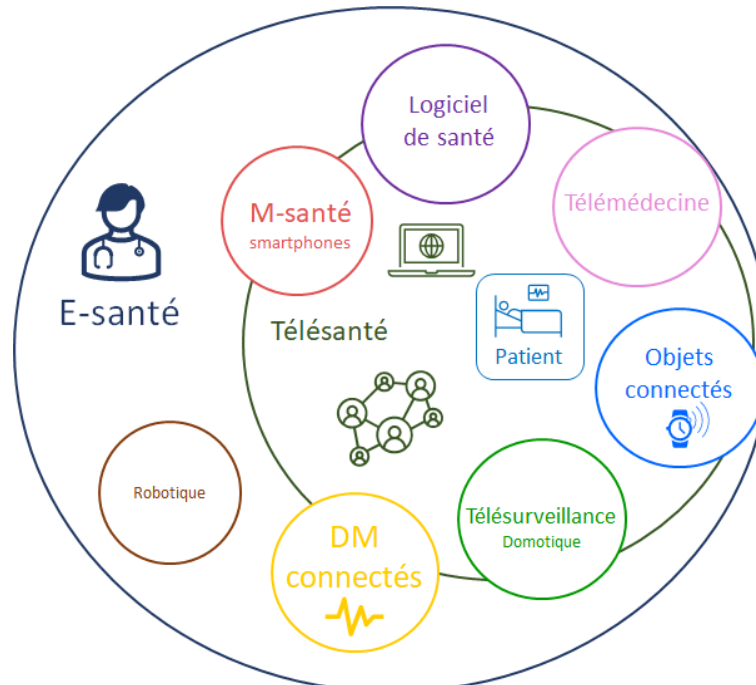 Logiciel
de santé
M-santé
smartphones
Télémédecine
E-santé
Télésanté
Patient
Objets
connectés
Robotique
Télésurveillance
Domotique
DM
connectés